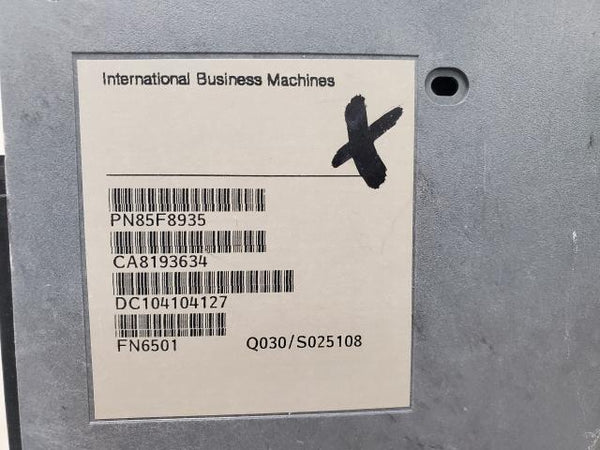 International Business Machines
PN85F8935
CA8193634
DC104104127
FN6501 Q030/S025108